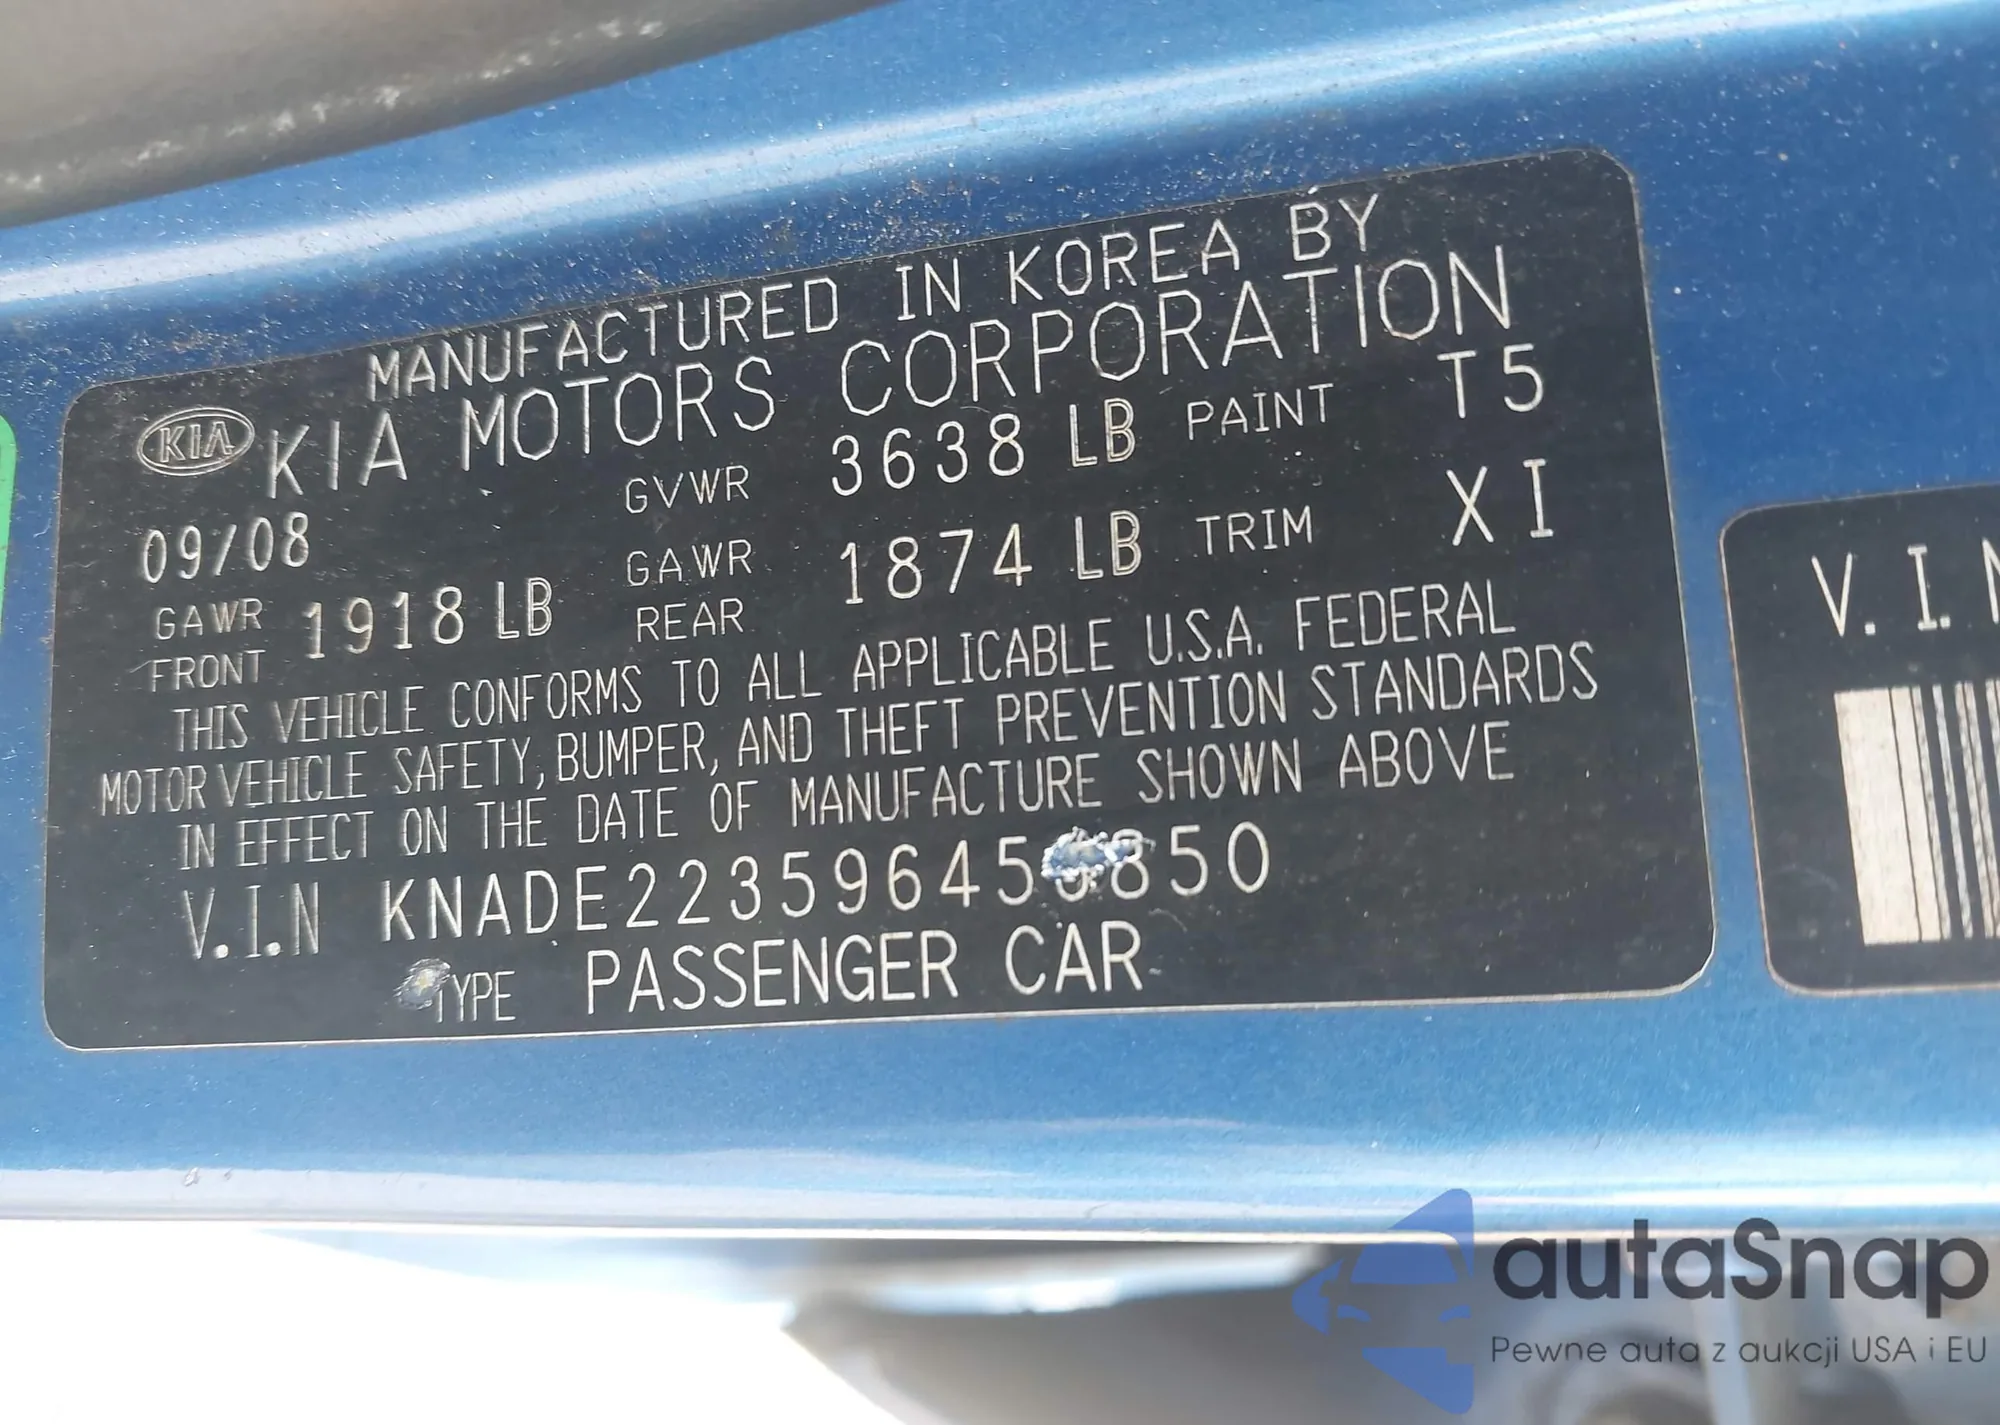 MANUFACTURED IN KOREA BY
KIA KIA MOTORS CORPORATION
09/08 GVWR 3638 LB PAINT T5
GAWR FRONT 1918 LB GAWR REAR 1874 LB TRIM XI
THIS VEHICLE CONFORMS TO ALL APPLICABLE U.S.A. FEDERAL
MOTOR VEHICLE SAFETY, BUMPER, AND THEFT PREVENTION STANDARDS
IN EFFECT ON THE DATE OF MANUFACTURE SHOWN ABOVE
V.I.N KNADE223596456850
TYPE PASSENGER CAR
V.I.N
autaSnap
Pewne auta z aukcji USA i EU